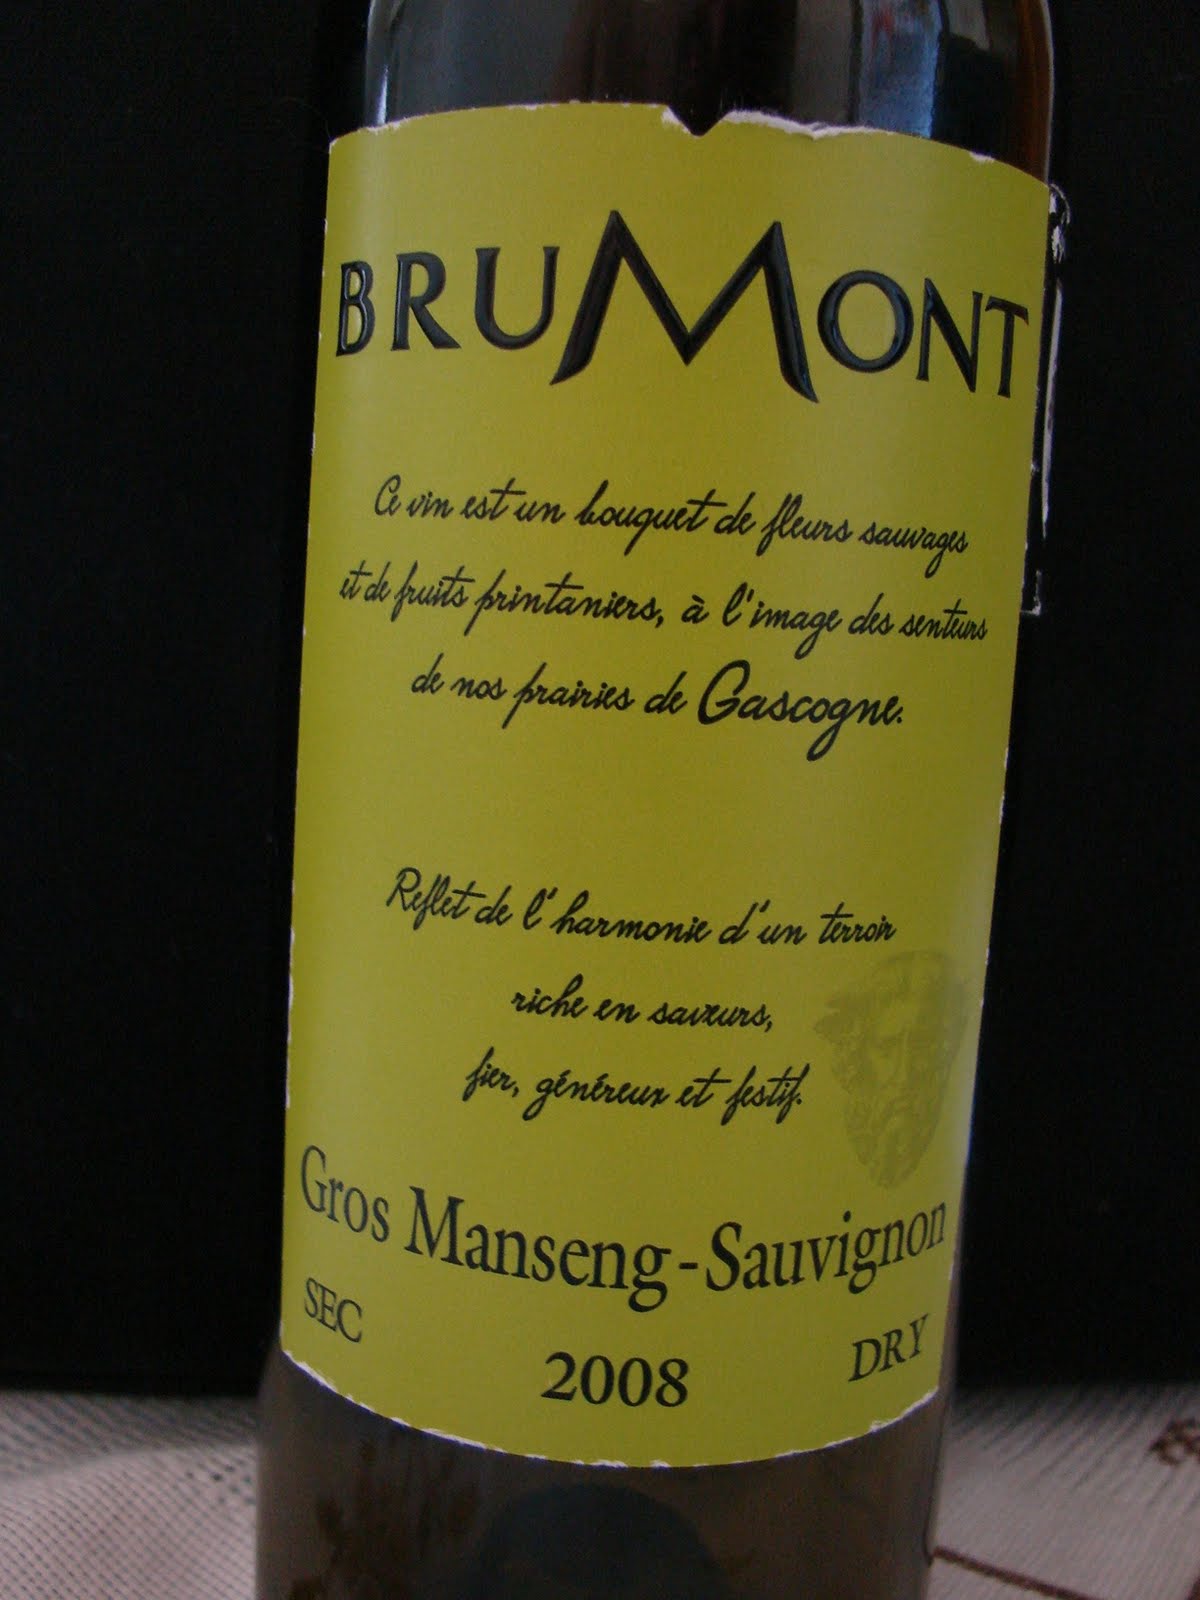 BRUMONT
Ce vin est un bouquet de fleurs sauvages
et de fruits printaniers, à l'image des senteurs
de nos prairies de Gascogne.
Reflet de l'harmonie d'un terroir
riche en saveurs,
fier, généreux et festif.
Gros Manseng-Sauvignon
SEC
2008
DRY